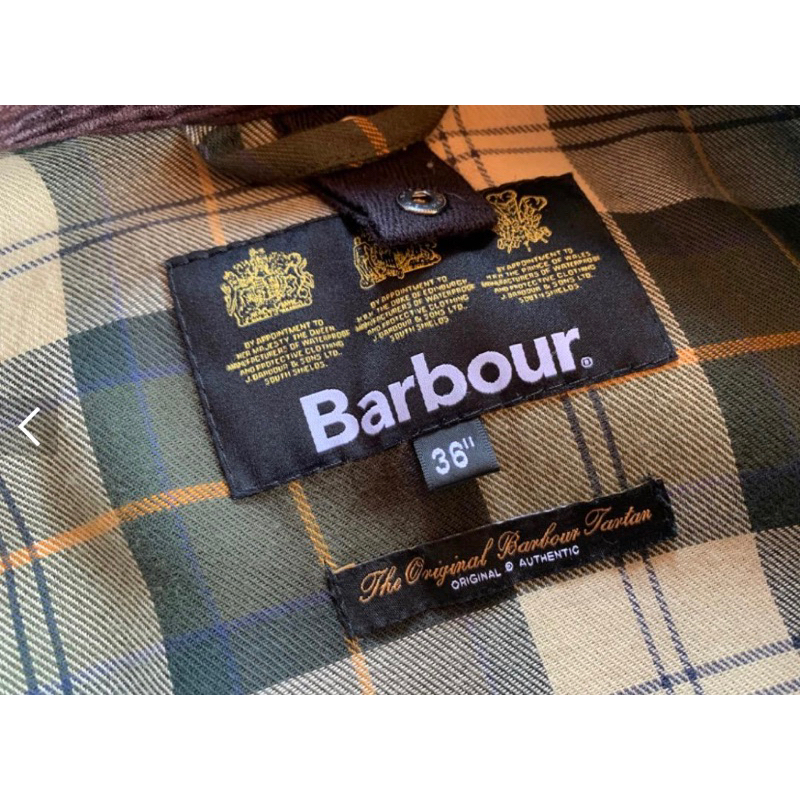 BY APPOINTMENT TO
HER MAJESTY THE QUEEN
MANUFACTURERS OF WATERPROOF
AND PROTECTIVE CLOTHING
J.BARBOUR & SONS LTD.
SOUTH SHIELDS.
BY APPOINTMENT TO
H.R.H. THE DUKE OF EDINBURGH
MANUFACTURERS OF WATERPROOF
AND PROTECTIVE CLOTHING
J.BARBOUR & SONS LTD.
SOUTH SHIELDS
BY APPOINTMENT TO
H.R.H. THE PRINCE OF WALES
MANUFACTURERS OF WATERPROOF
AND PROTECTIVE CLOTHING
J.BARBOUR & SONS LTD.
SOUTH SHIELDS
Barbour®
36"
The Original Barbour Tartan
ORIGINAL & AUTHENTIC